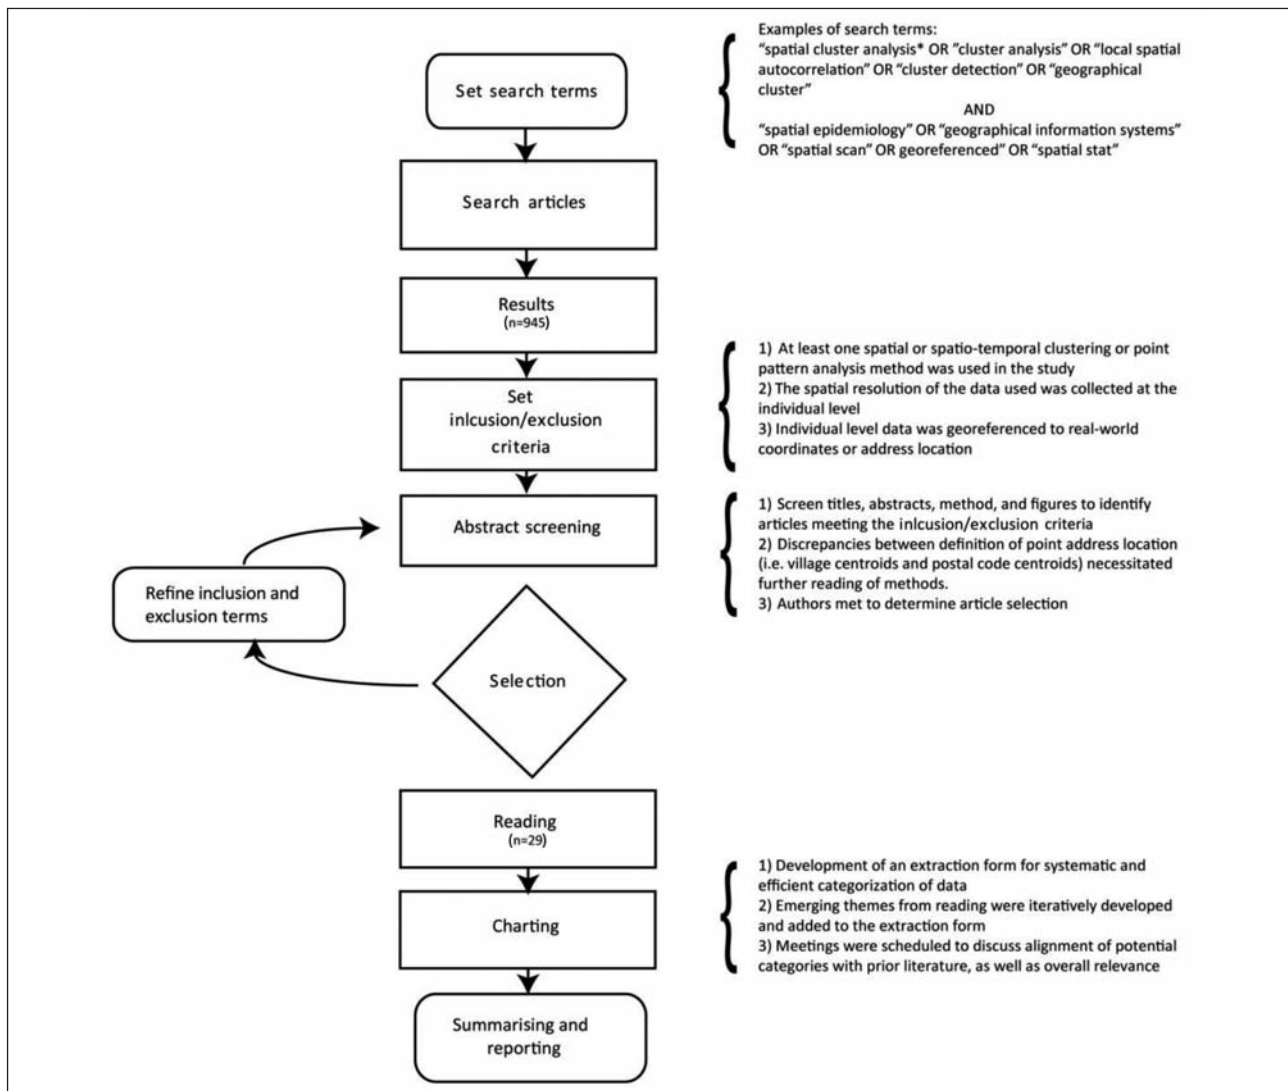 Set search terms
Examples of search terms:
“spatial cluster analysis* OR ”cluster analysis” OR “local spatial
autocorrelation” OR “cluster detection” OR “geographical
cluster”
AND
“spatial epidemiology” OR “geographical information systems”
OR “spatial scan” OR georeferenced” OR “spatial stat”
Search articles
Results
(n=945)
Set
inlcusion/exclusion
criteria
1) At least one spatial or spatio-temporal clustering or point
pattern analysis method was used in the study
2) The spatial resolution of the data used was collected at the
individual level
3) Individual level data was georeferenced to real-world
coordinates or address location
Abstract screening
1) Screen titles, abstracts, method, and figures to identify
articles meeting the inlcusion/exclusion criteria
2) Discrepancies between definition of point address location
(i.e. village centroids and postal code centroids) necessitated
further reading of methods.
3) Authors met to determine article selection
Refine inclusion and
exclusion terms
Selection
Reading
(n=29)
Charting
1) Development of an extraction form for systematic and
efficient categorization of data
2) Emerging themes from reading were iteratively developed
and added to the extraction form
3) Meetings were scheduled to discuss alignment of potential
categories with prior literature, as well as overall relevance
Summarising and
reporting